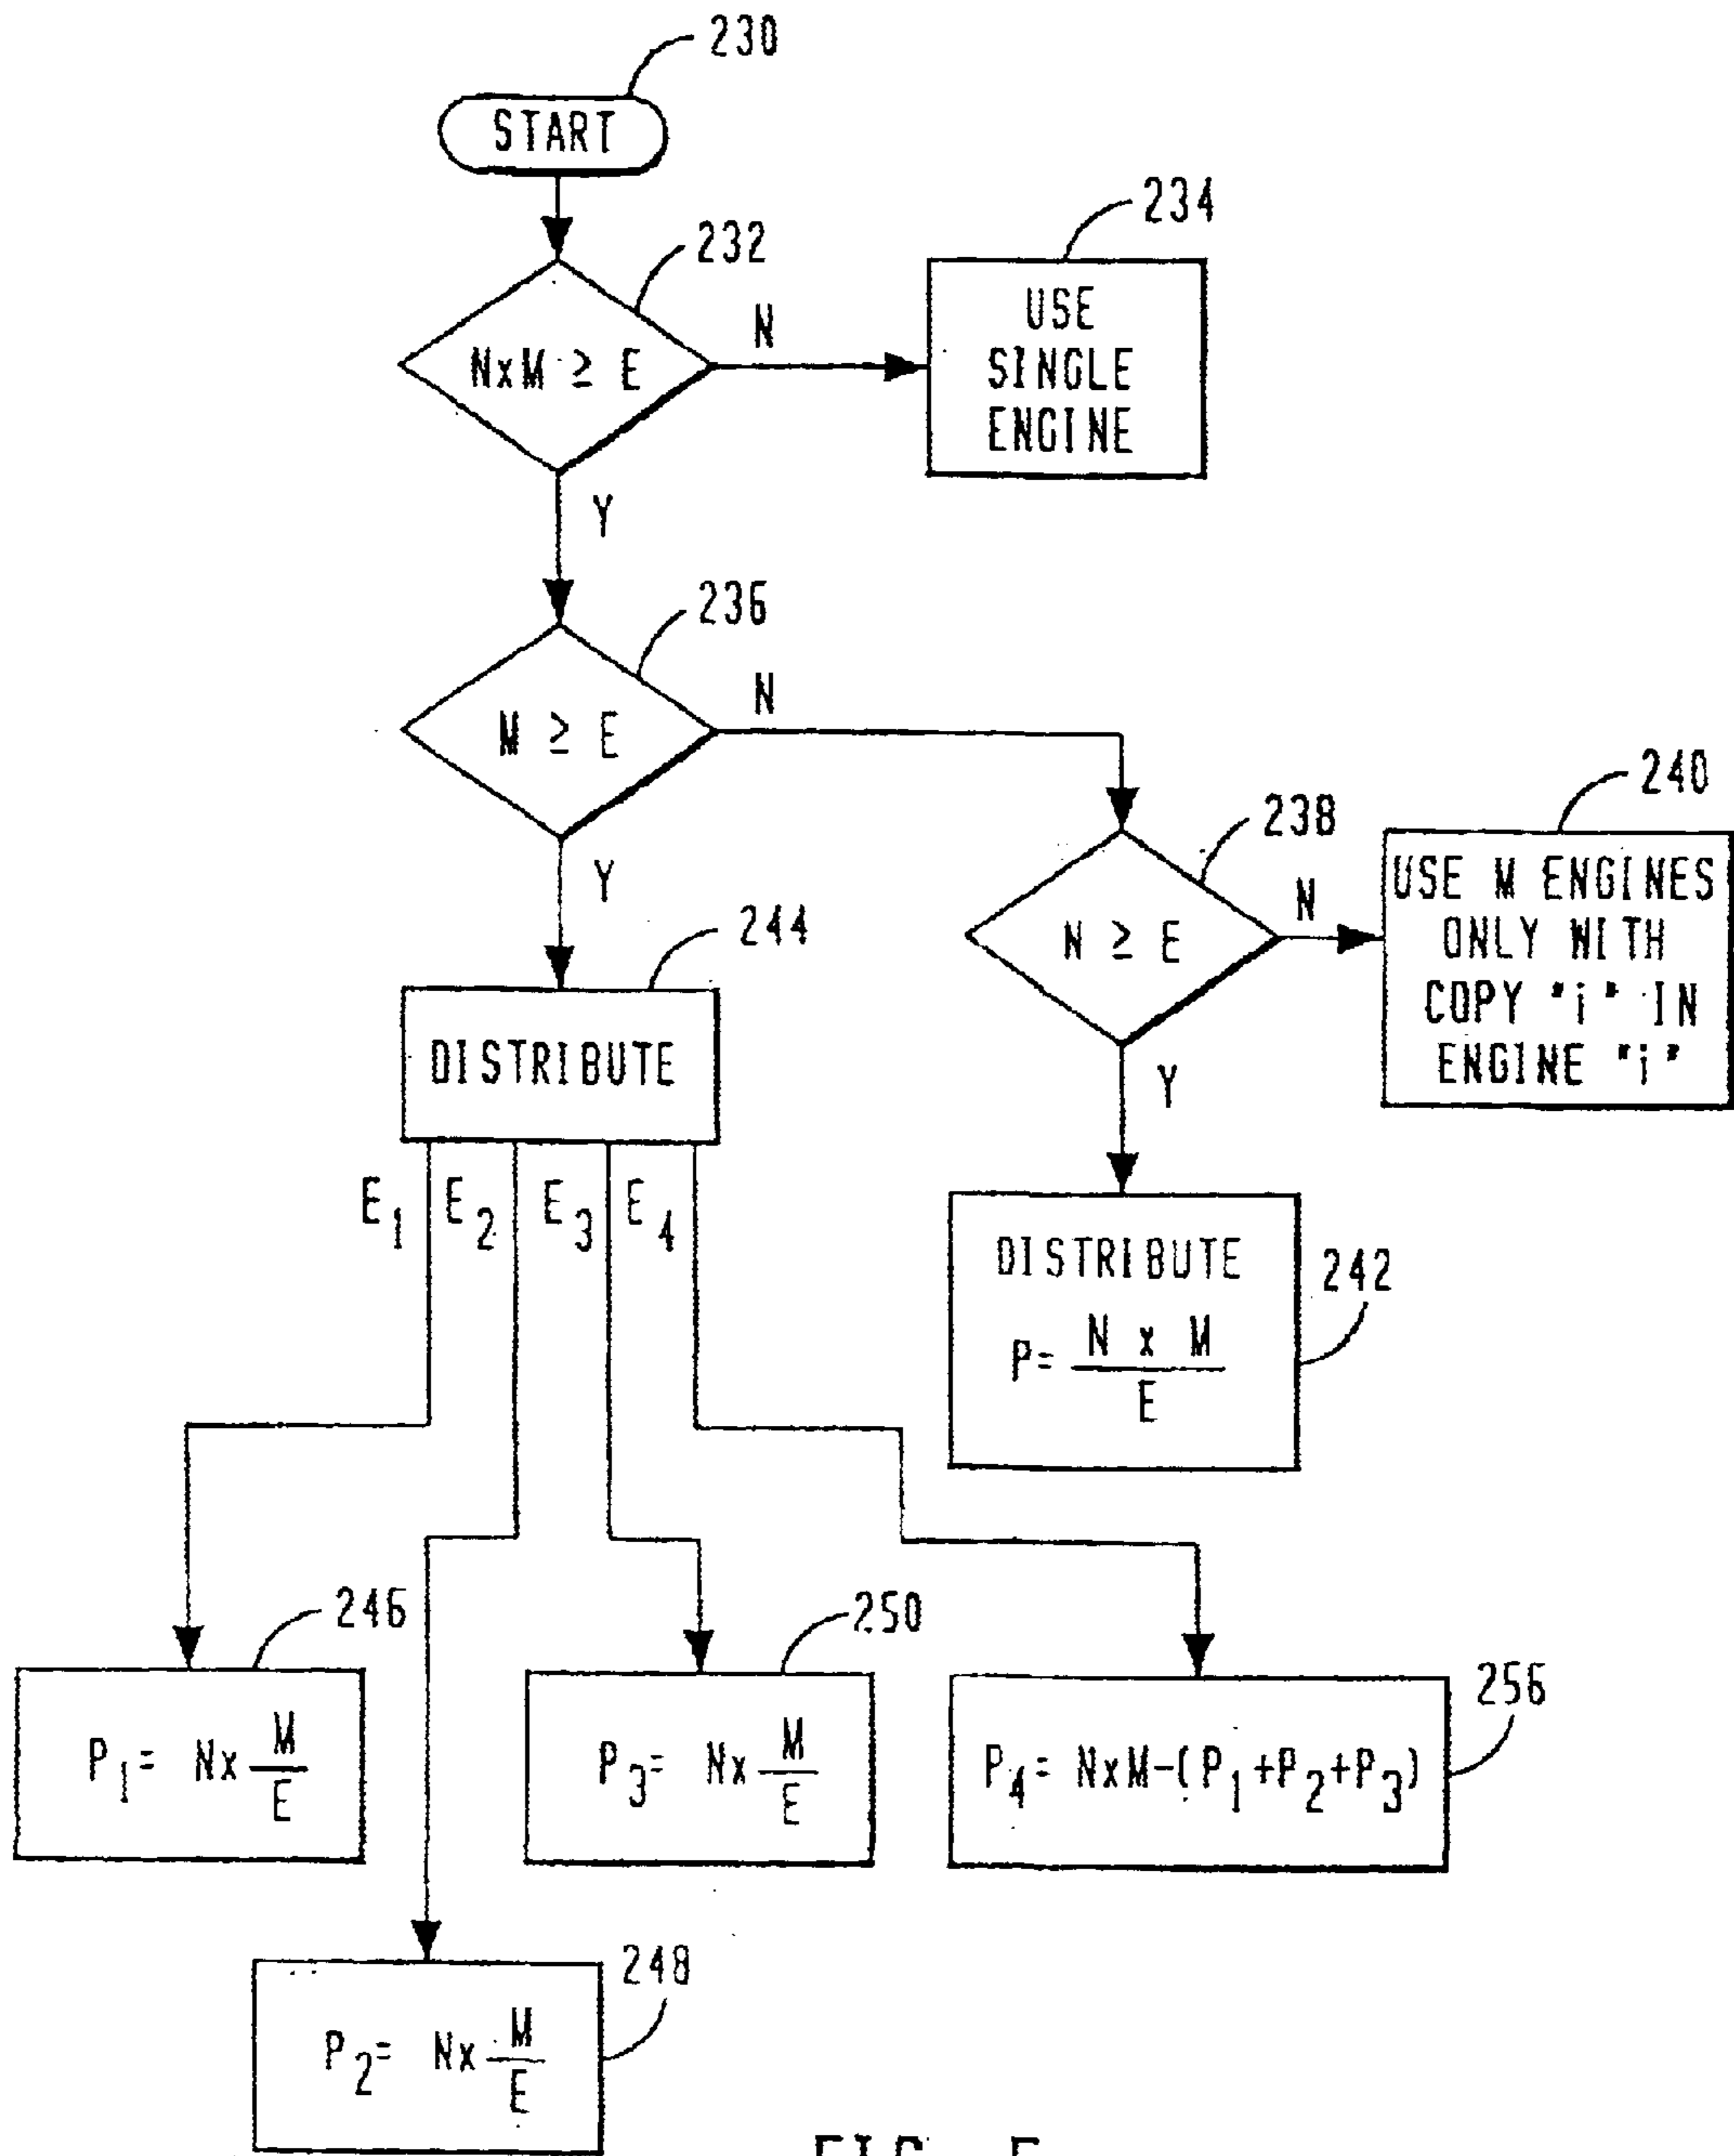 230
START
232
N x M ≥ E
N
234
USE
SINGLE
ENGINE
Y
236
M ≥ E
N
238
N ≥ E
N
240
USE M ENGINES
ONLY WITH
COPY "i" IN
ENGINE "i"
Y
244
DISTRIBUTE
Y
242
DISTRIBUTE
P= N x M / E
E1 E2 E3 E4
246
P1= N x M / E
250
P3= N x M / E
256
P4= N x M-(P1+P2+P3)
248
P2= N x M / E